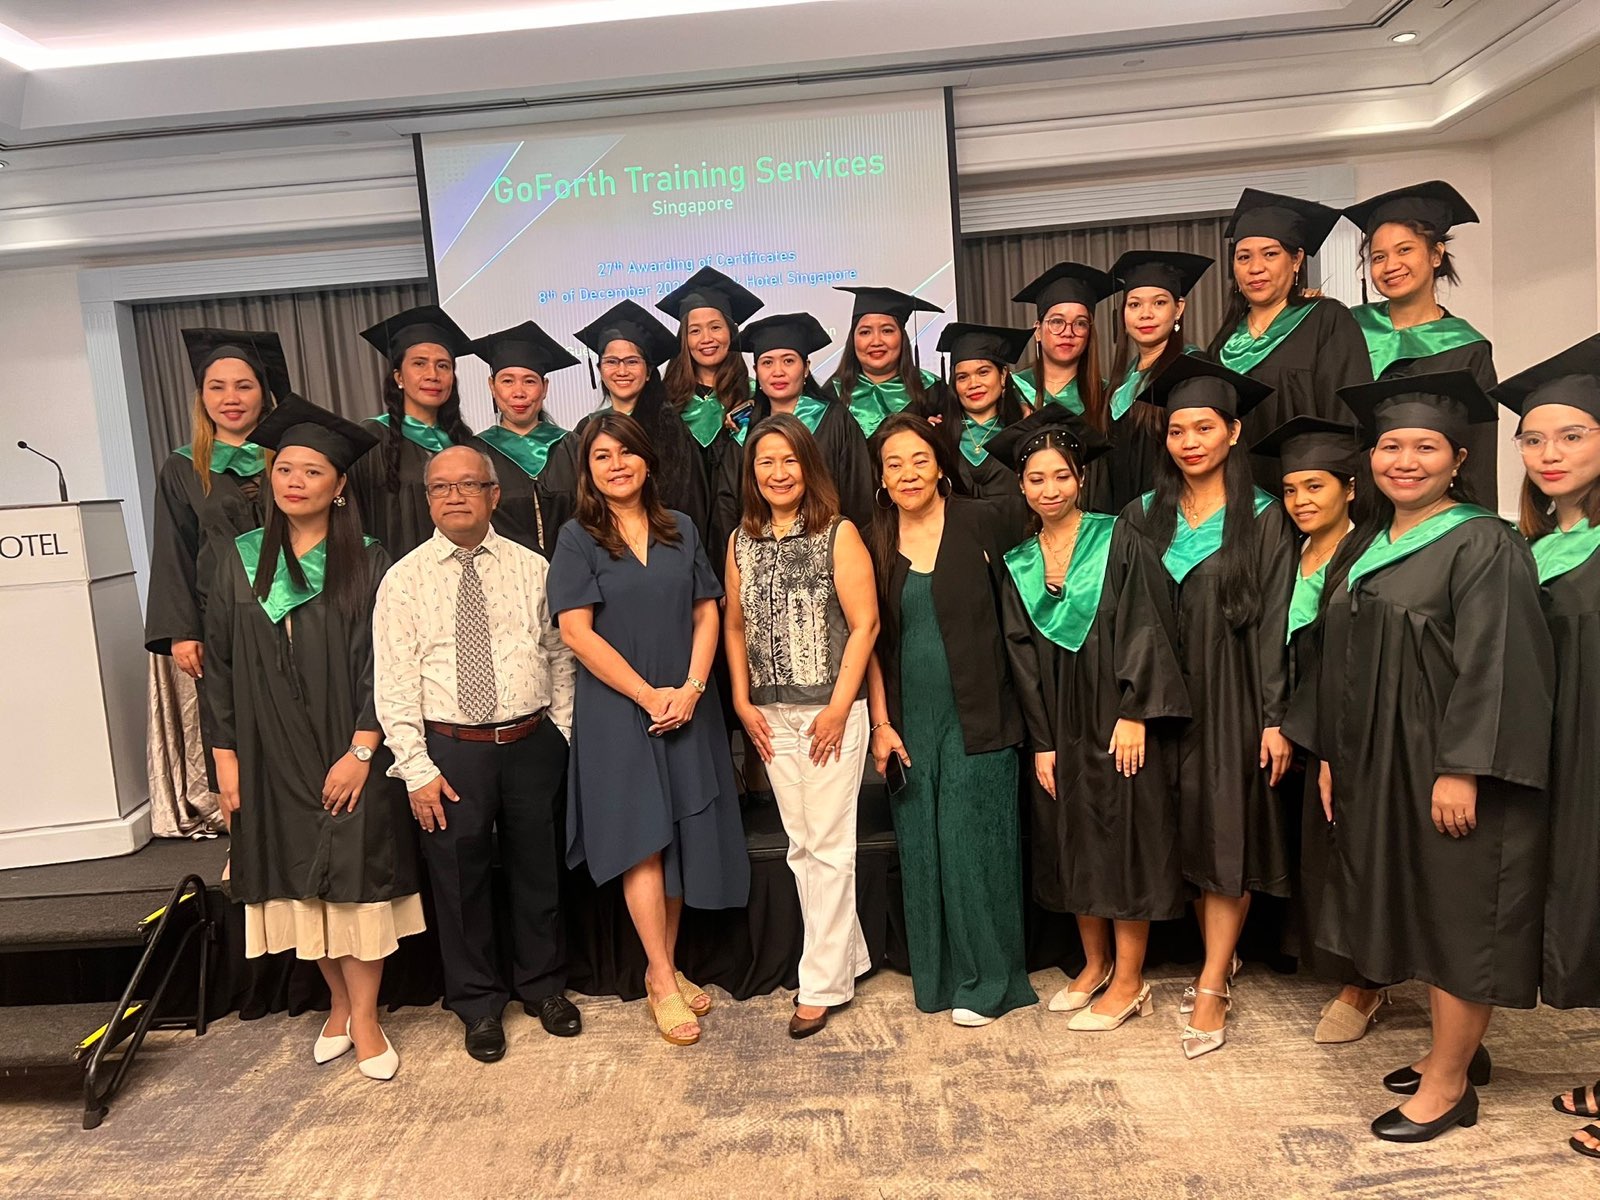 GoForth Training Services
Singapore
27th Awarding of Certificates
8th of December Hotel Singapore
OTEL